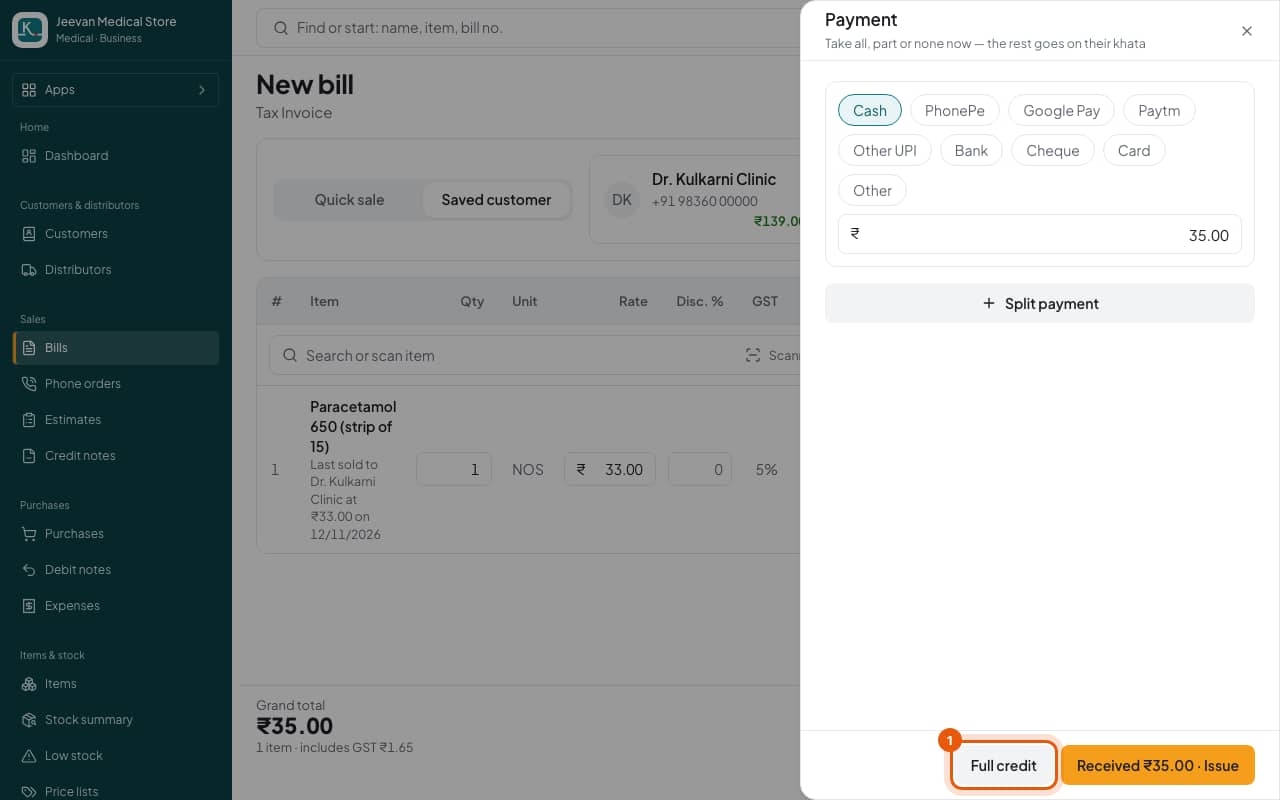 Jeevan Medical Store
Medical · Business
Apps
Home
Dashboard
Customers & distributors
Customers
Distributors
Sales
Bills
Phone orders
Estimates
Credit notes
Purchases
Purchases
Debit notes
Expenses
Items & stock
Items
Stock summary
Low stock
Price lists
Find or start: name, item, bill no.
New bill
Tax Invoice
Quick sale
Saved customer
DK
Dr. Kulkarni Clinic
+91 98360 00000
₹139.00
# Item Qty Unit Rate Disc. % GST
Search or scan item
1
Paracetamol
650 (strip of
15)
Last sold to
Dr. Kulkarni
Clinic at
₹33.00 on
12/11/2026
1 NOS ₹ 33.00 0 5%
Grand total
₹35.00
1 item · includes GST ₹1.65
Payment
Take all, part or none now — the rest goes on their khata
Cash PhonePe Google Pay Paytm
Other UPI Bank Cheque Card
Other
₹ 35.00
+ Split payment
1
Full credit
Received ₹35.00 · Issue